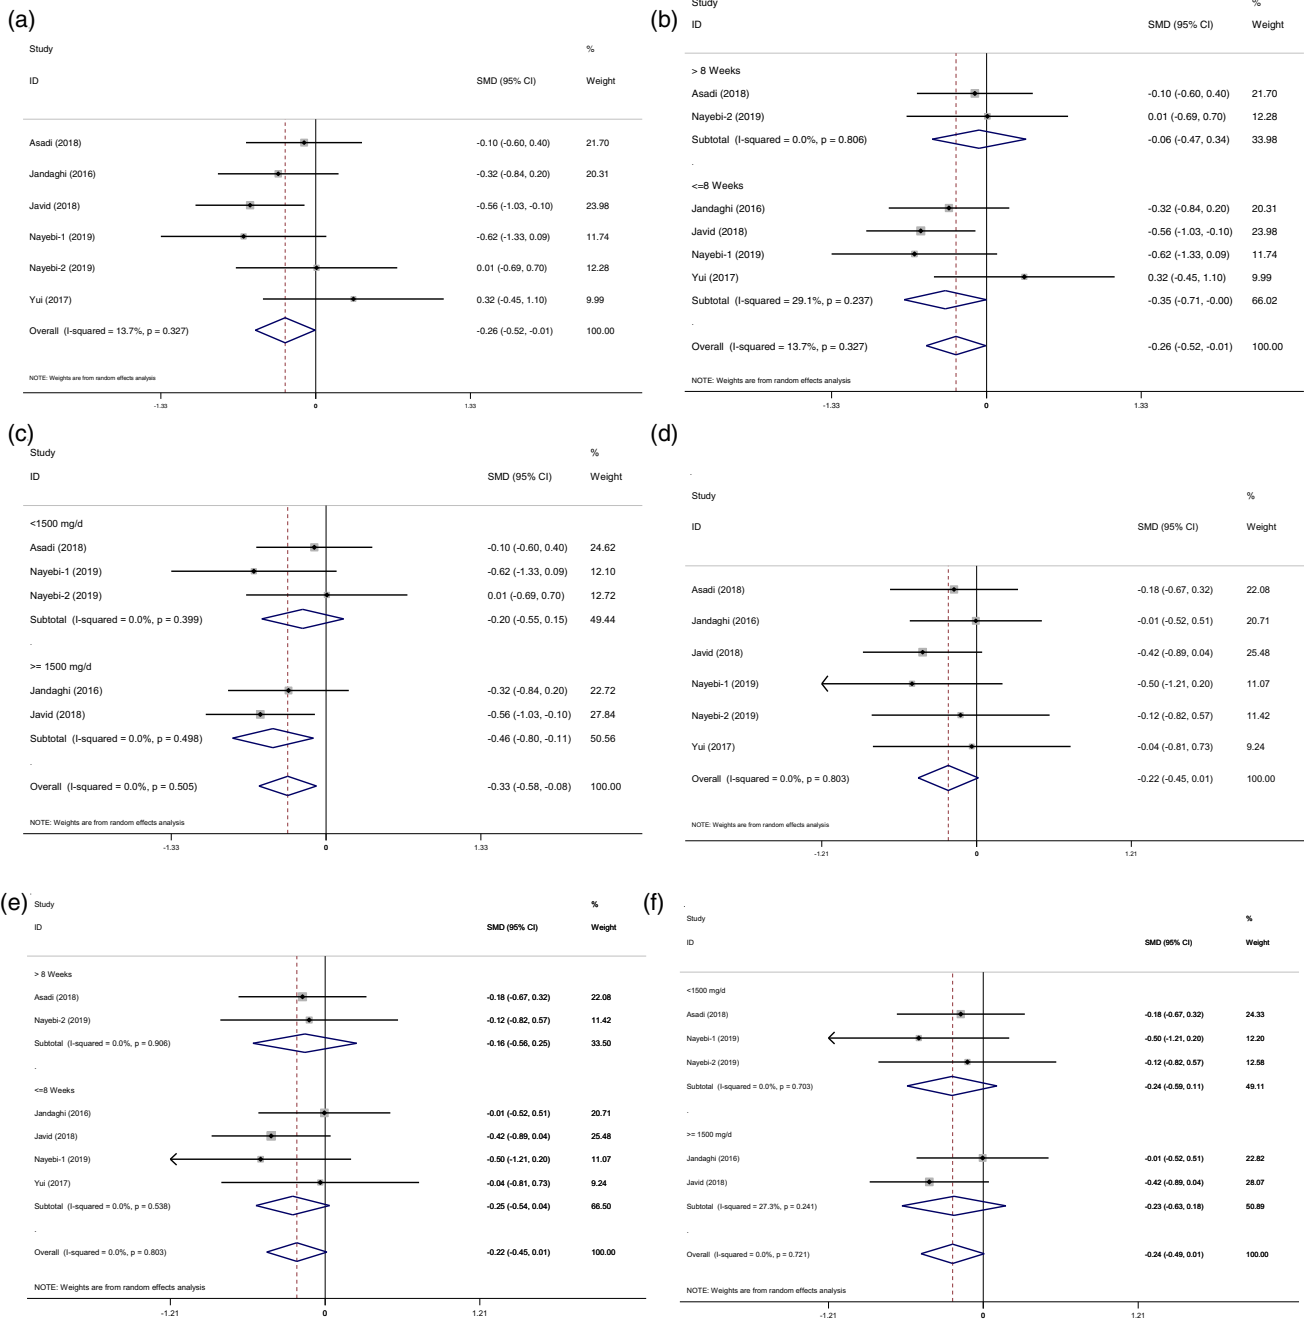 (a)
Study %
ID SMD (95% CI) Weight
Asadi (2018) -0.10 (-0.60, 0.40) 21.70
Jandaghi (2016) -0.32 (-0.84, 0.20) 20.31
Javid (2018) -0.56 (-1.03, -0.10) 23.98
Nayebi-1 (2019) -0.62 (-1.33, 0.09) 11.74
Nayebi-2 (2019) 0.01 (-0.69, 0.70) 12.28
Yui (2017) 0.32 (-0.45, 1.10) 9.99
Overall (I-squared = 13.7%, p = 0.327) -0.26 (-0.52, -0.01) 100.00
NOTE: Weights are from random effects analysis
-1.33 0 1.33
(b)
Study %
ID SMD (95% CI) Weight
> 8 Weeks
Asadi (2018) -0.10 (-0.60, 0.40) 21.70
Nayebi-2 (2019) 0.01 (-0.69, 0.70) 12.28
Subtotal (I-squared = 0.0%, p = 0.806) -0.06 (-0.47, 0.34) 33.98
.
<=8 Weeks
Jandaghi (2016) -0.32 (-0.84, 0.20) 20.31
Javid (2018) -0.56 (-1.03, -0.10) 23.98
Nayebi-1 (2019) -0.62 (-1.33, 0.09) 11.74
Yui (2017) 0.32 (-0.45, 1.10) 9.99
Subtotal (I-squared = 29.1%, p = 0.237) -0.35 (-0.71, -0.00) 66.02
.
Overall (I-squared = 13.7%, p = 0.327) -0.26 (-0.52, -0.01) 100.00
NOTE: Weights are from random effects analysis
-1.33 0 1.33
(c)
Study %
ID SMD (95% CI) Weight
<1500 mg/d
Asadi (2018) -0.10 (-0.60, 0.40) 24.62
Nayebi-1 (2019) -0.62 (-1.33, 0.09) 12.10
Nayebi-2 (2019) 0.01 (-0.69, 0.70) 12.72
Subtotal (I-squared = 0.0%, p = 0.399) -0.20 (-0.55, 0.15) 49.44
.
>= 1500 mg/d
Jandaghi (2016) -0.32 (-0.84, 0.20) 22.72
Javid (2018) -0.56 (-1.03, -0.10) 27.84
Subtotal (I-squared = 0.0%, p = 0.498) -0.46 (-0.80, -0.11) 50.56
.
Overall (I-squared = 0.0%, p = 0.505) -0.33 (-0.58, -0.08) 100.00
NOTE: Weights are from random effects analysis
-1.33 0 1.33
(d)
.
Study %
ID SMD (95% CI) Weight
Asadi (2018) -0.18 (-0.67, 0.32) 22.08
Jandaghi (2016) -0.01 (-0.52, 0.51) 20.71
Javid (2018) -0.42 (-0.89, 0.04) 25.48
Nayebi-1 (2019) -0.50 (-1.21, 0.20) 11.07
Nayebi-2 (2019) -0.12 (-0.82, 0.57) 11.42
Yui (2017) -0.04 (-0.81, 0.73) 9.24
Overall (I-squared = 0.0%, p = 0.803) -0.22 (-0.45, 0.01) 100.00
NOTE: Weights are from random effects analysis
-1.21 0 1.21
(e)
.
Study %
ID SMD (95% CI) Weight
> 8 Weeks
Asadi (2018) -0.18 (-0.67, 0.32) 22.08
Nayebi-2 (2019) -0.12 (-0.82, 0.57) 11.42
Subtotal (I-squared = 0.0%, p = 0.906) -0.16 (-0.56, 0.25) 33.50
.
<=8 Weeks
Jandaghi (2016) -0.01 (-0.52, 0.51) 20.71
Javid (2018) -0.42 (-0.89, 0.04) 25.48
Nayebi-1 (2019) -0.50 (-1.21, 0.20) 11.07
Yui (2017) -0.04 (-0.81, 0.73) 9.24
Subtotal (I-squared = 0.0%, p = 0.538) -0.25 (-0.54, 0.04) 66.50
.
Overall (I-squared = 0.0%, p = 0.803) -0.22 (-0.45, 0.01) 100.00
NOTE: Weights are from random effects analysis
-1.21 0 1.21
(f)
.
Study %
ID SMD (95% CI) Weight
<1500 mg/d
Asadi (2018) -0.18 (-0.67, 0.32) 24.33
Nayebi-1 (2019) -0.50 (-1.21, 0.20) 12.20
Nayebi-2 (2019) -0.12 (-0.82, 0.57) 12.58
Subtotal (I-squared = 0.0%, p = 0.703) -0.24 (-0.59, 0.11) 49.11
.
>= 1500 mg/d
Jandaghi (2016) -0.01 (-0.52, 0.51) 22.82
Javid (2018) -0.42 (-0.89, 0.04) 28.07
Subtotal (I-squared = 27.3%, p = 0.241) -0.23 (-0.63, 0.18) 50.89
.
Overall (I-squared = 0.0%, p = 0.721) -0.24 (-0.49, 0.01) 100.00
NOTE: Weights are from random effects analysis
-1.21 0 1.21